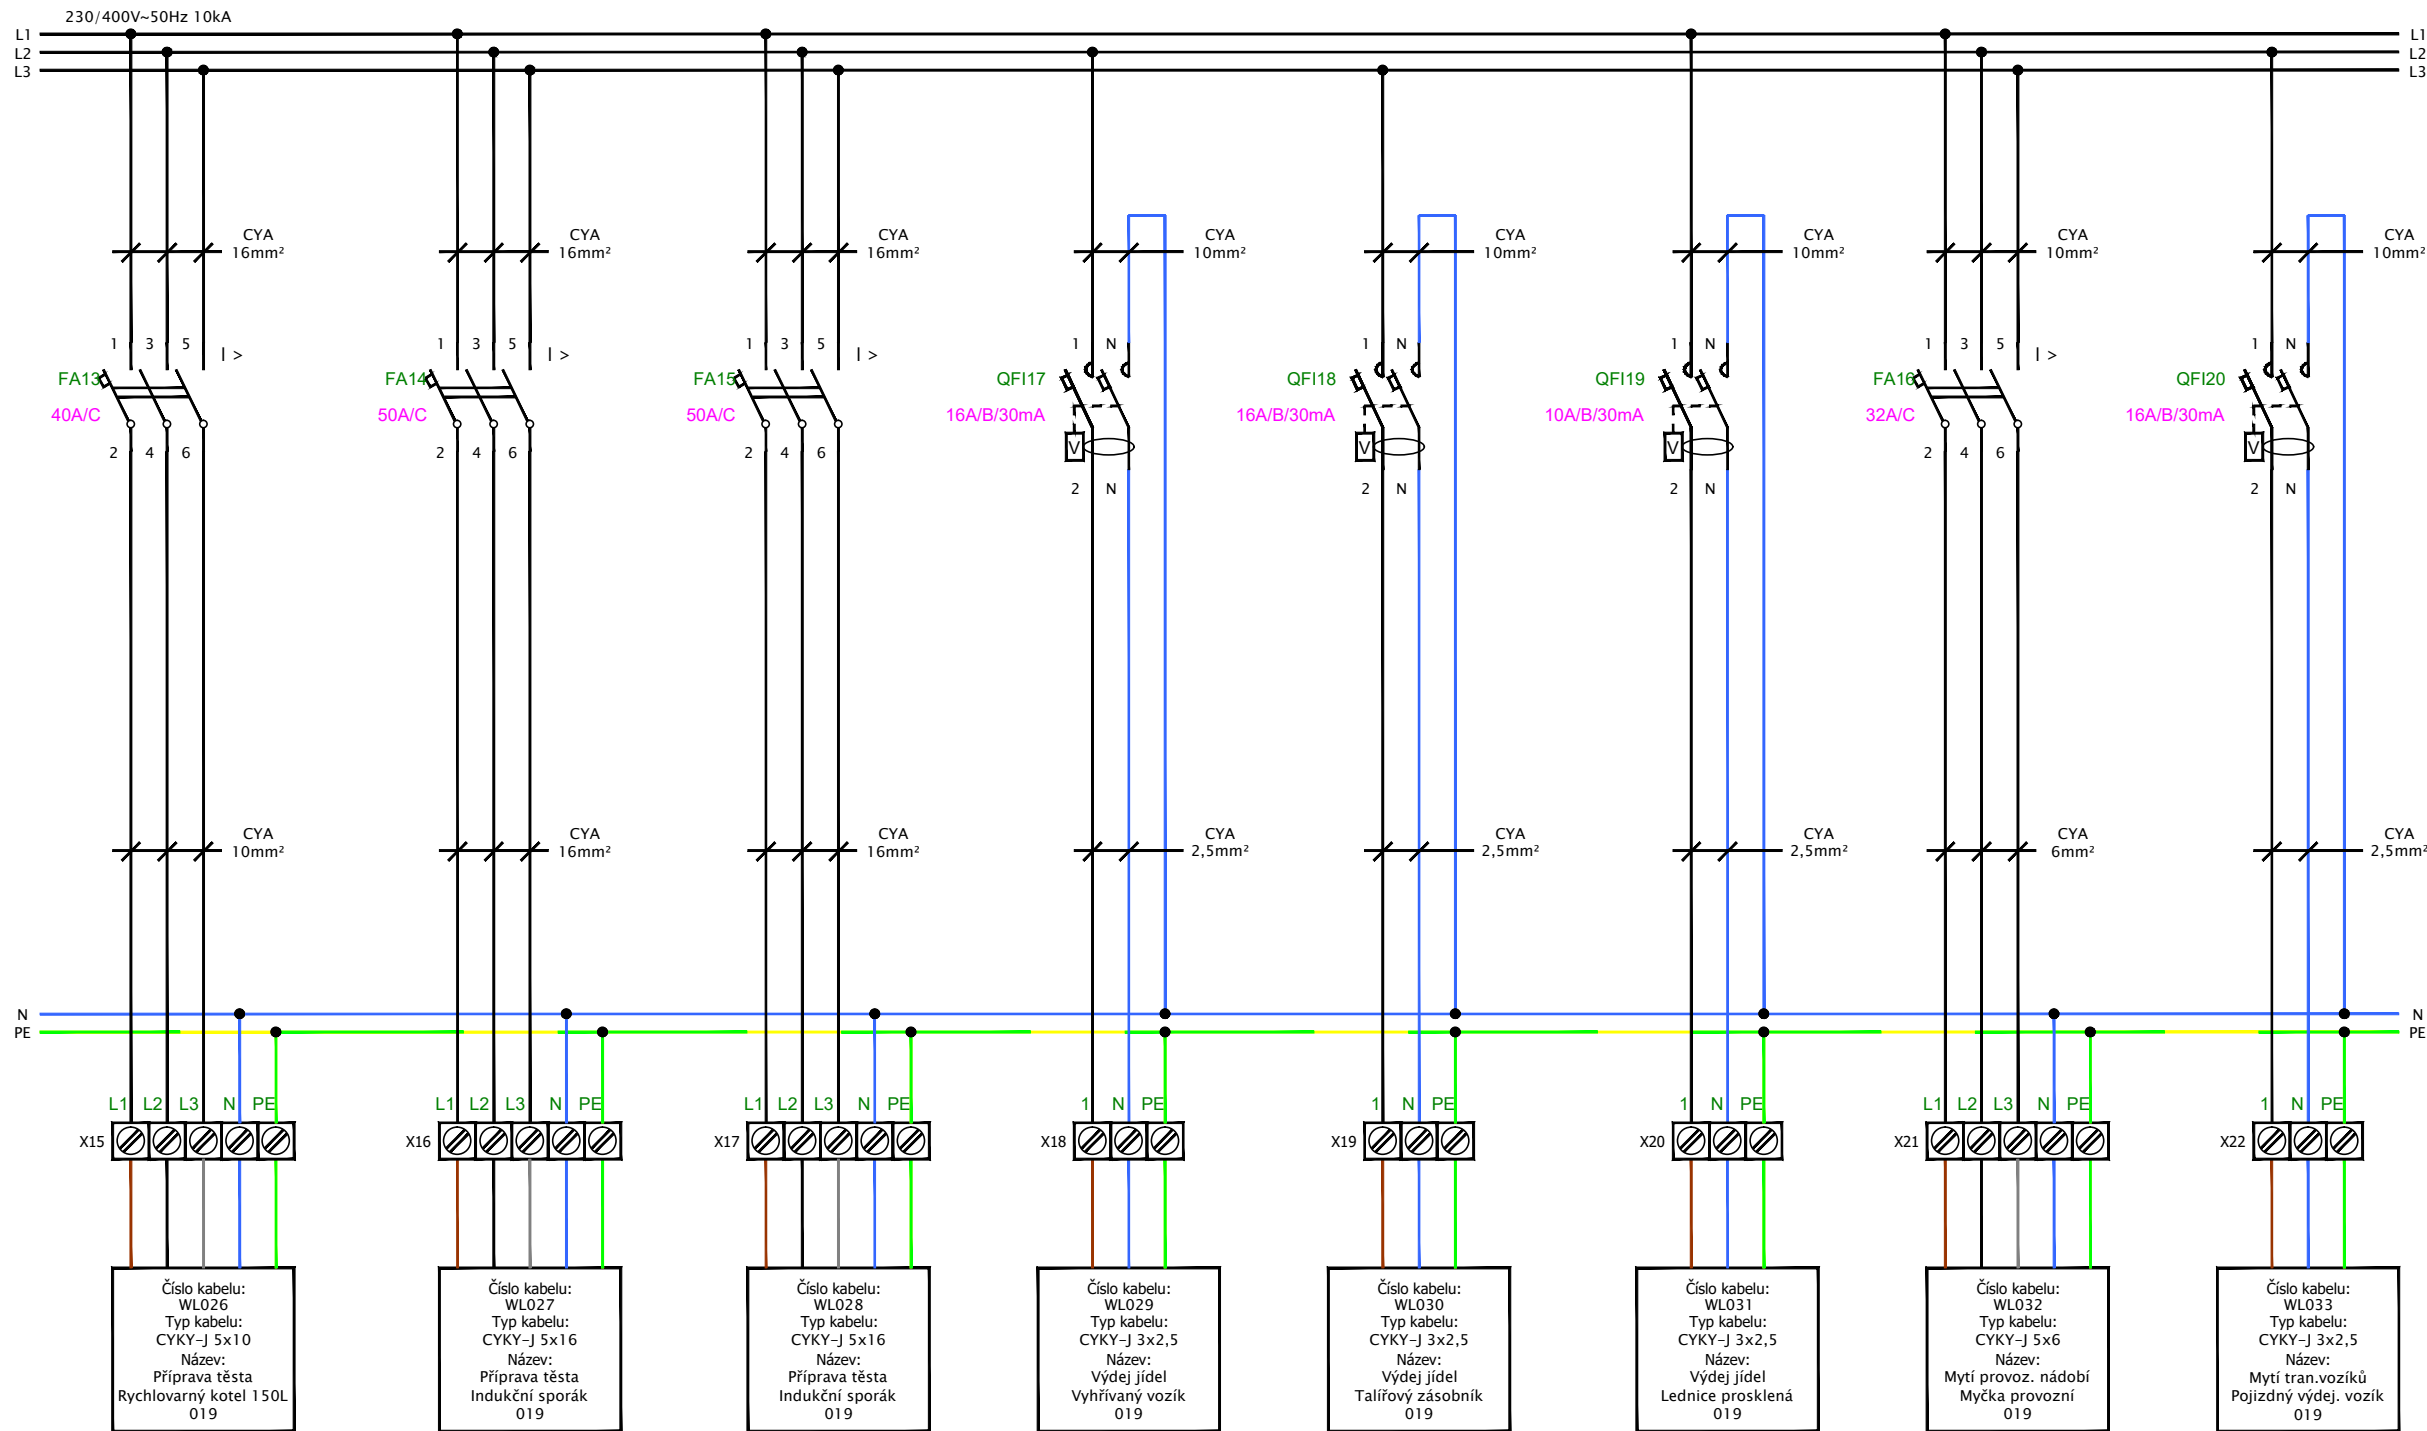 230/400V~50Hz 10kA
L1 L1
L2 L2
L3 L3
CYA CYA CYA CYA CYA CYA CYA CYA
16mm² 16mm² 16mm² 10mm² 10mm² 10mm² 10mm² 10mm²
1 3 5 1 3 5 1 3 5 1 N 1 N 1 N 1 3 5 1 N
I > I > I > I >
FA13 FA14 FA15 QFI17 QFI18 QFI19 FA16 QFI20
40A/C 50A/C 50A/C 16A/B/30mA 16A/B/30mA 10A/B/30mA 32A/C 16A/B/30mA
V V V V
2 4 6 2 4 6 2 4 6 2 4 6
2 N 2 N 2 N 2 N
CYA CYA CYA CYA CYA CYA CYA CYA
10mm² 16mm² 16mm² 2,5mm² 2,5mm² 2,5mm² 6mm² 2,5mm²
N N
PE PE
L1 L2 L3 N PE L1 L2 L3 N PE L1 L2 L3 N PE 1 N PE 1 N PE 1 N PE L1 L2 L3 N PE 1 N PE
X15 X16 X17 X18 X19 X20 X21 X22
Číslo kabelu:
WL026
Typ kabelu:
CYKY-J 5x10
Název:
Příprava těsta
Rychlovarný kotel 150L
019
Číslo kabelu:
WL027
Typ kabelu:
CYKY-J 5x16
Název:
Příprava těsta
Indukční sporák
019
Číslo kabelu:
WL028
Typ kabelu:
CYKY-J 5x16
Název:
Příprava těsta
Indukční sporák
019
Číslo kabelu:
WL029
Typ kabelu:
CYKY-J 3x2,5
Název:
Výdej jídel
Vyhřívaný vozík
019
Číslo kabelu:
WL030
Typ kabelu:
CYKY-J 3x2,5
Název:
Výdej jídel
Talířový zásobník
019
Číslo kabelu:
WL031
Typ kabelu:
CYKY-J 3x2,5
Název:
Výdej jídel
Lednice prosklená
019
Číslo kabelu:
WL032
Typ kabelu:
CYKY-J 5x6
Název:
Mytí provoz. nádobí
Myčka provozní
019
Číslo kabelu:
WL033
Typ kabelu:
CYKY-J 3x2,5
Název:
Mytí tran.vozíků
Pojizdný výdej. vozík
019